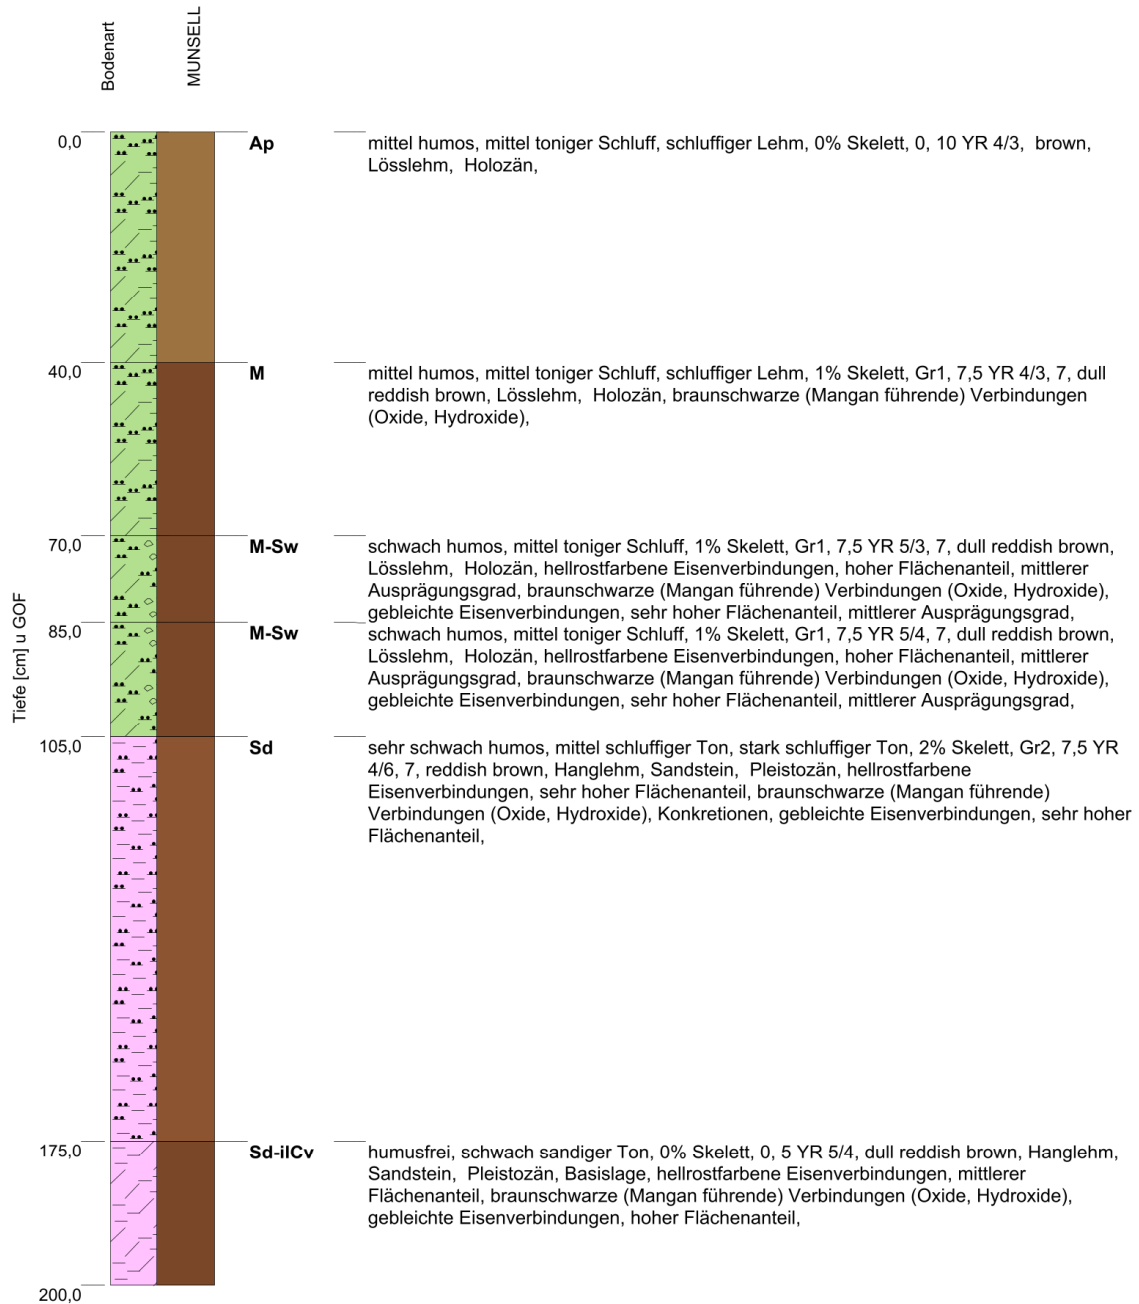 Bodenart
MUNSELL
Tiefe [cm] u GOF
0,0
Ap
mittel humos, mittel toniger Schluff, schluffiger Lehm, 0% Skelett, 0, 10 YR 4/3, brown,
Lösslehm, Holozän,
40,0
M
mittel humos, mittel toniger Schluff, schluffiger Lehm, 1% Skelett, Gr1, 7,5 YR 4/3, 7, dull
reddish brown, Lösslehm, Holozän, braunschwarze (Mangan führende) Verbindungen
(Oxide, Hydroxide),
70,0
M-Sw
schwach humos, mittel toniger Schluff, 1% Skelett, Gr1, 7,5 YR 5/3, 7, dull reddish brown,
Lösslehm, Holozän, hellrostfarbene Eisenverbindungen, hoher Flächenanteil, mittlerer
Ausprägungsgrad, braunschwarze (Mangan führende) Verbindungen (Oxide, Hydroxide),
gebleichte Eisenverbindungen, sehr hoher Flächenanteil, mittlerer Ausprägungsgrad,
85,0
M-Sw
schwach humos, mittel toniger Schluff, 1% Skelett, Gr1, 7,5 YR 5/4, 7, dull reddish brown,
Lösslehm, Holozän, hellrostfarbene Eisenverbindungen, hoher Flächenanteil, mittlerer
Ausprägungsgrad, braunschwarze (Mangan führende) Verbindungen (Oxide, Hydroxide),
gebleichte Eisenverbindungen, sehr hoher Flächenanteil, mittlerer Ausprägungsgrad,
105,0
Sd
sehr schwach humos, mittel schluffiger Ton, stark schluffiger Ton, 2% Skelett, Gr2, 7,5 YR
4/6, 7, reddish brown, Hanglehm, Sandstein, Pleistozän, hellrostfarbene
Eisenverbindungen, sehr hoher Flächenanteil, braunschwarze (Mangan führende)
Verbindungen (Oxide, Hydroxide), Konkretionen, gebleichte Eisenverbindungen, sehr hoher
Flächenanteil,
175,0
Sd-ilCv
humusfrei, schwach sandiger Ton, 0% Skelett, 0, 5 YR 5/4, dull reddish brown, Hanglehm,
Sandstein, Pleistozän, Basislage, hellrostfarbene Eisenverbindungen, mittlerer
Flächenanteil, braunschwarze (Mangan führende) Verbindungen (Oxide, Hydroxide),
gebleichte Eisenverbindungen, hoher Flächenanteil,
200,0